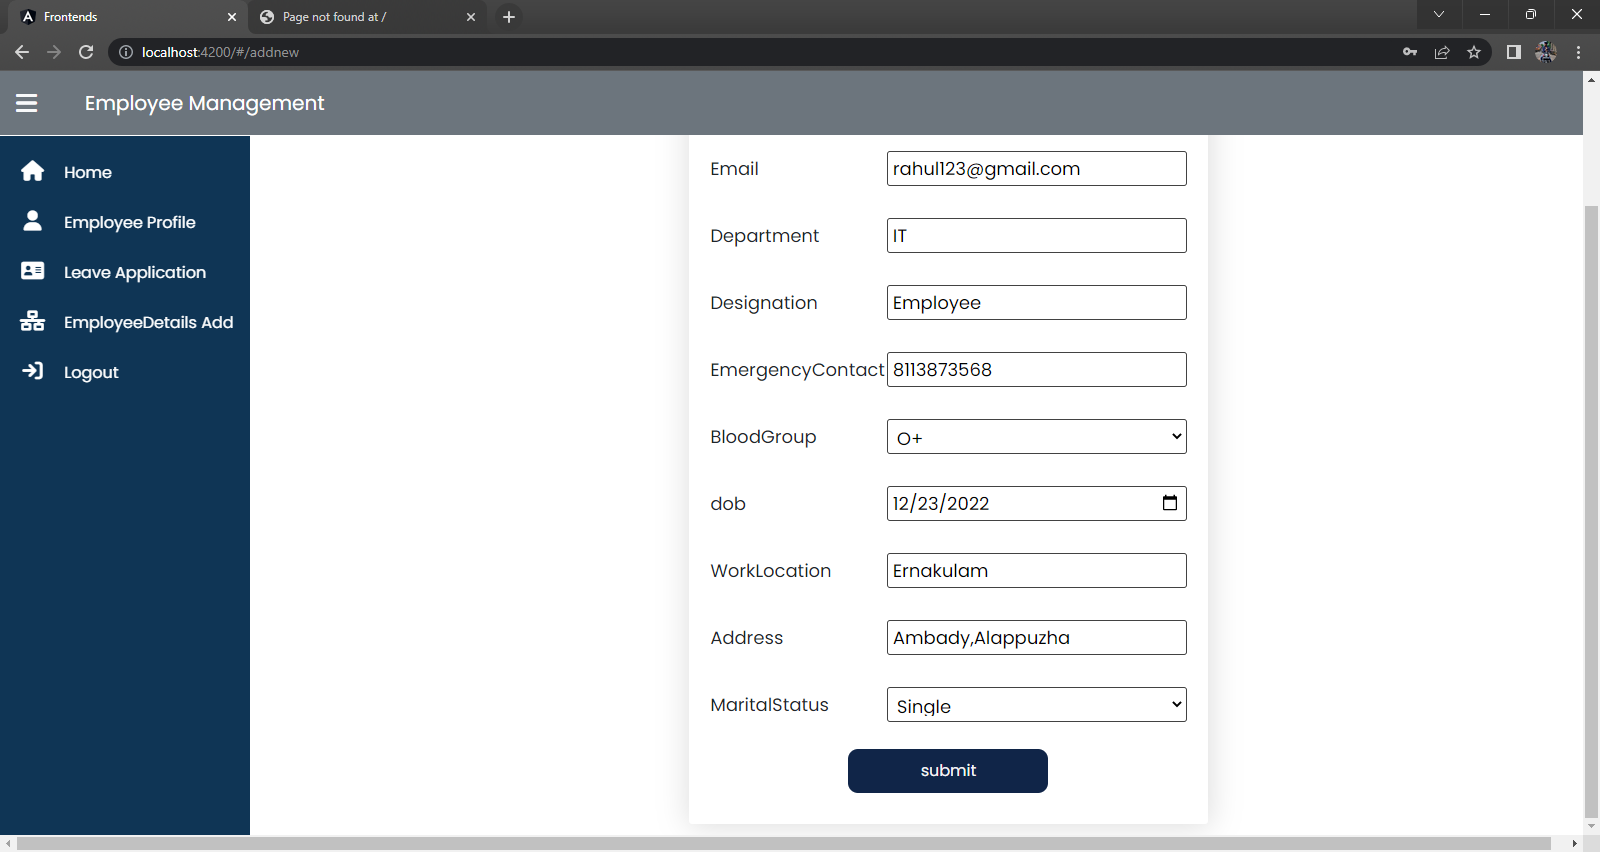 Frontends
Page not found at /
localhost:4200/#/addnew
Employee Management
Home
Employee Profile
Leave Application
EmployeeDetails Add
Logout
Email rahul123@gmail.com
Department IT
Designation Employee
EmergencyContact 8113873568
BloodGroup O+
dob 12/23/2022
WorkLocation Ernakulam
Address Ambady,Alappuzha
MaritalStatus Single
submit